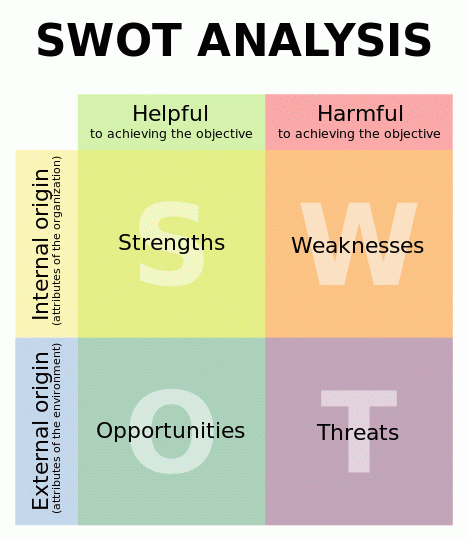 SWOT ANALYSIS
Helpful
to achieving the objective
Harmful
to achieving the objective
Internal origin
(attributes of the organization)
S
Strengths
W
Weaknesses
External origin
(attributes of the environment)
O
Opportunities
T
Threats